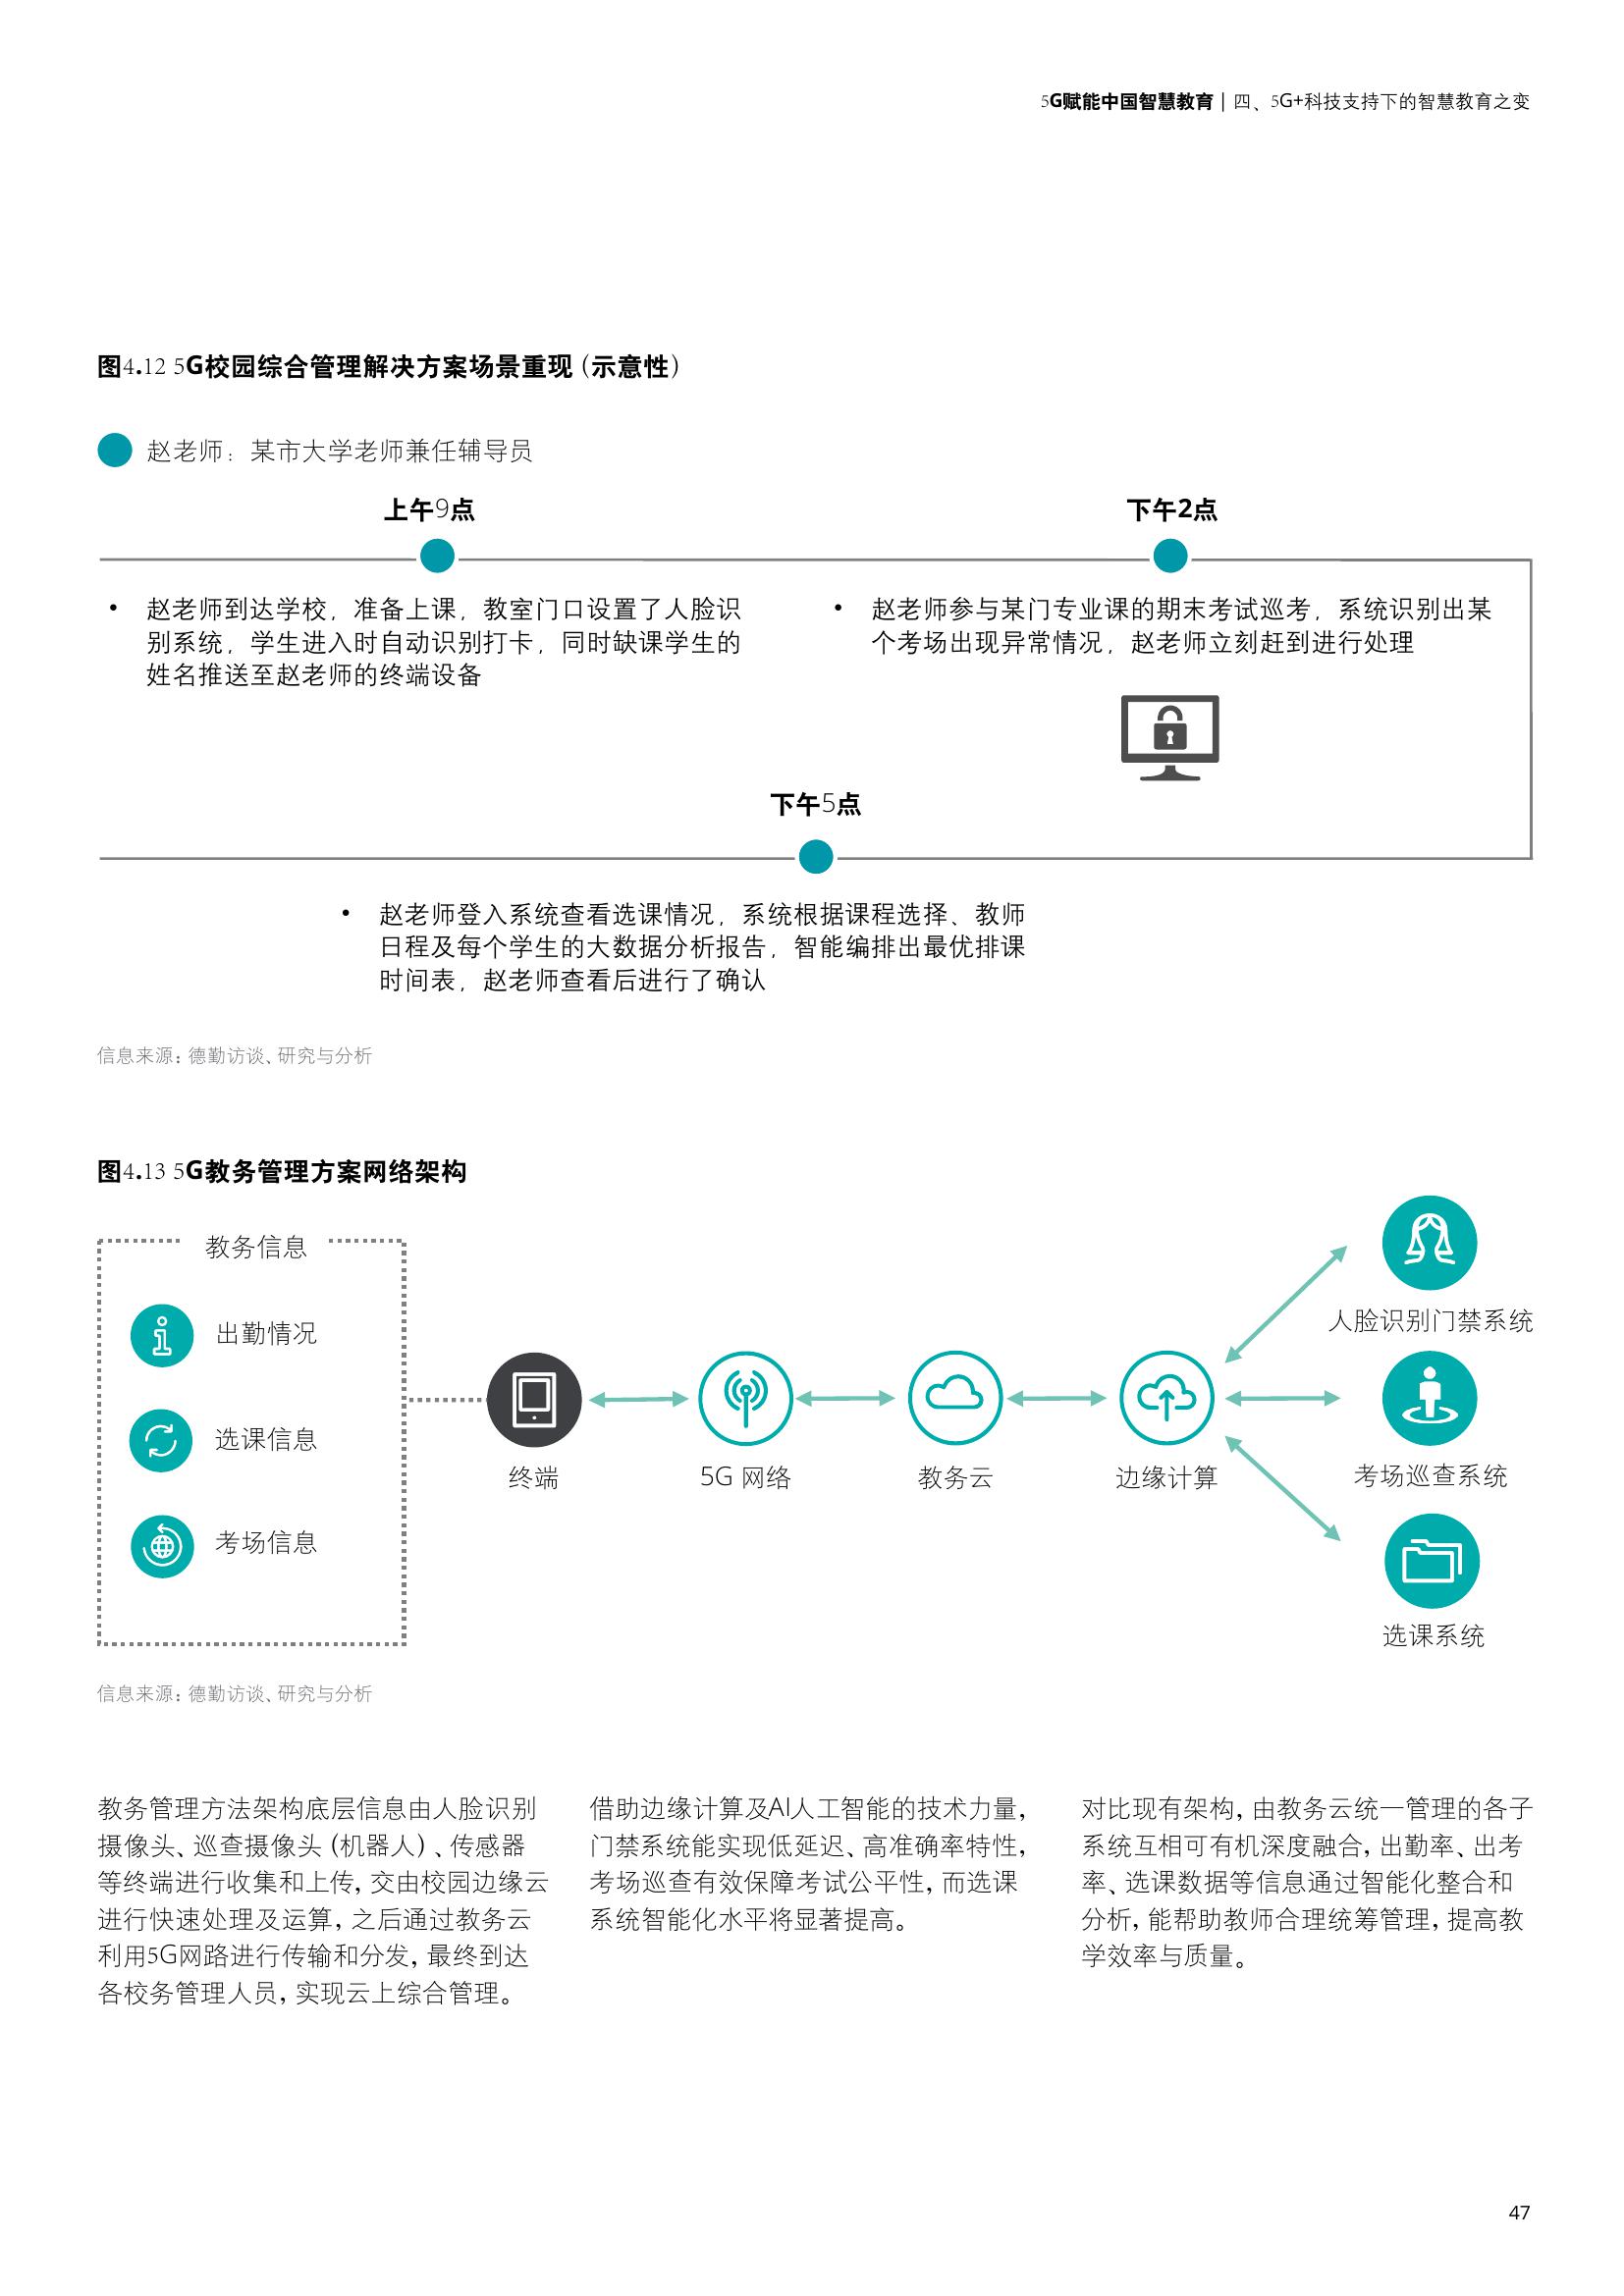 5G赋能中国智慧教育 | 四、5G+科技支持下的智慧教育之变
图4.12 5G校园综合管理解决方案场景重现（示意性）
赵老师：某市大学老师兼任辅导员
上午9点
下午2点
• 赵老师到达学校，准备上课，教室门口设置了人脸识
别系统，学生进入时自动识别打卡，同时缺课学生的
姓名推送至赵老师的终端设备
• 赵老师参与某门专业课的期末考试巡考，系统识别出某
个考场出现异常情况，赵老师立刻赶到进行处理
下午5点
• 赵老师登入系统查看选课情况，系统根据课程选择、教师
日程及每个学生的大数据分析报告，智能编排出最优排课
时间表，赵老师查看后进行了确认
信息来源：德勤访谈、研究与分析
图4.13 5G教务管理方案网络架构
教务信息
出勤情况
选课信息
考场信息
终端
5G 网络
教务云
边缘计算
人脸识别门禁系统
考场巡查系统
选课系统
信息来源：德勤访谈、研究与分析
教务管理方法架构底层信息由人脸识别
摄像头、巡查摄像头（机器人）、传感器
等终端进行收集和上传，交由校园边缘云
进行快速处理及运算，之后通过教务云
利用5G网路进行传输和分发，最终到达
各校务管理人员，实现云上综合管理。
借助边缘计算及AI人工智能的技术力量，
门禁系统能实现低延迟、高准确率特性，
考场巡查有效保障考试公平性，而选课
系统智能化水平将显著提高。
对比现有架构，由教务云统一管理的各子
系统互相可有机深度融合，出勤率、出考
率、选课数据等信息通过智能化整合和
分析，能帮助教师合理统筹管理，提高教
学效率与质量。
47